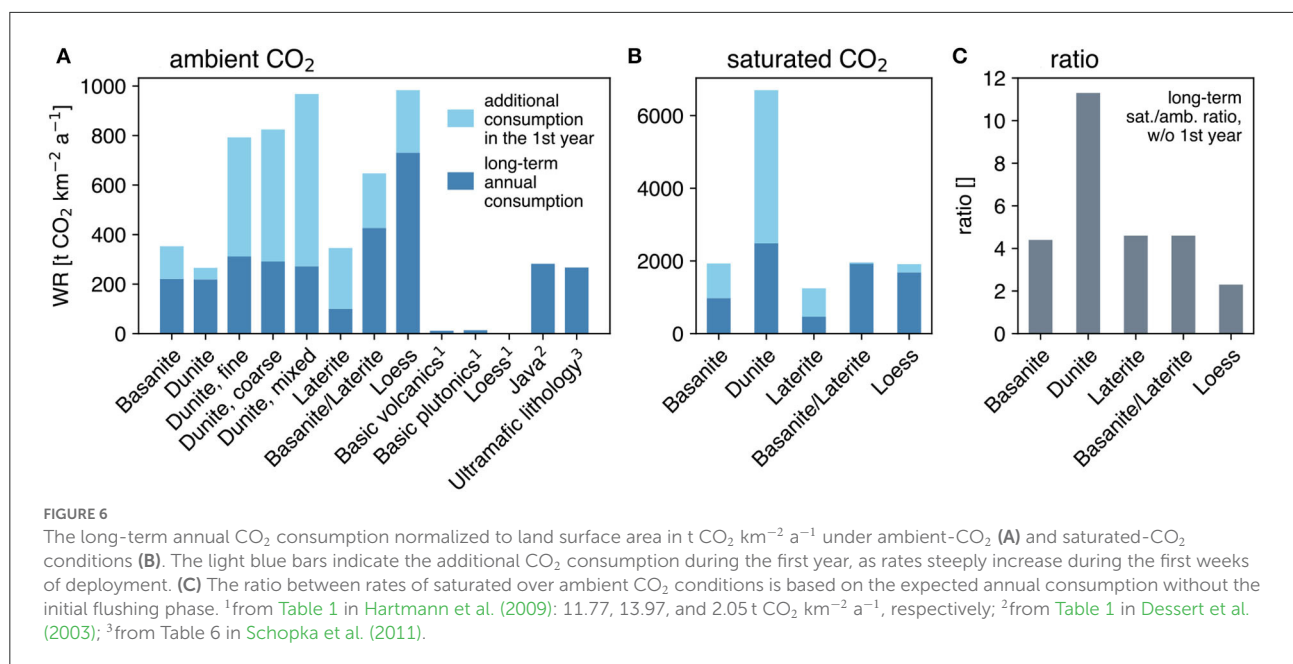 A ambient CO₂
WR [t CO₂ km⁻² a⁻¹]
1000
800
600
400
200
0
additional
consumption
in the 1st year
long-term
annual
consumption
Basanite
Dunite
Dunite, fine
Dunite, coarse
Dunite, mixed
Laterite
Basanite/Laterite
Loess
Basic volcanics¹
Basic plutonics¹
Loess¹
Java²
Ultramafic lithology³
B saturated CO₂
6000
4000
2000
0
Basanite
Dunite
Laterite
Basanite/Laterite
Loess
C ratio
ratio []
12
10
8
6
4
2
0
long-term
sat./amb. ratio,
w/o 1st year
Basanite
Dunite
Laterite
Basanite/Laterite
Loess
FIGURE 6
The long-term annual CO₂ consumption normalized to land surface area in t CO₂ km⁻² a⁻¹ under ambient-CO₂ (A) and saturated-CO₂
conditions (B). The light blue bars indicate the additional CO₂ consumption during the first year, as rates steeply increase during the first weeks
of deployment. (C) The ratio between rates of saturated over ambient CO₂ conditions is based on the expected annual consumption without the
initial flushing phase. ¹from Table 1 in Hartmann et al. (2009): 11.77, 13.97, and 2.05 t CO₂ km⁻² a⁻¹, respectively; ²from Table 1 in Dessert et al.
(2003); ³from Table 6 in Schopka et al. (2011).